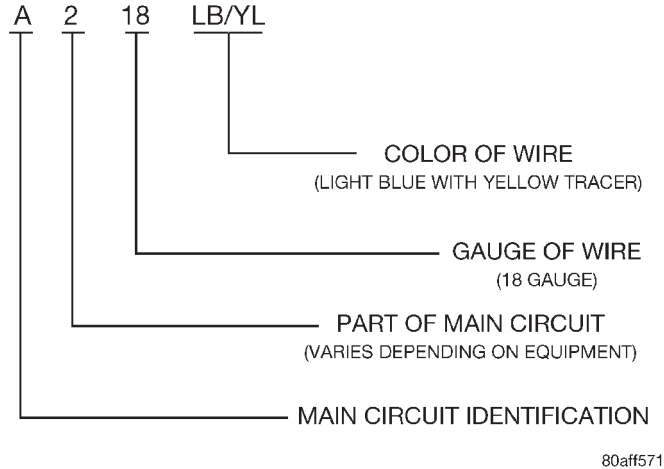 A 2 18 LB/YL
COLOR OF WIRE
(LIGHT BLUE WITH YELLOW TRACER)
GAUGE OF WIRE
(18 GAUGE)
PART OF MAIN CIRCUIT
(VARIES DEPENDING ON EQUIPMENT)
MAIN CIRCUIT IDENTIFICATION
80aff571